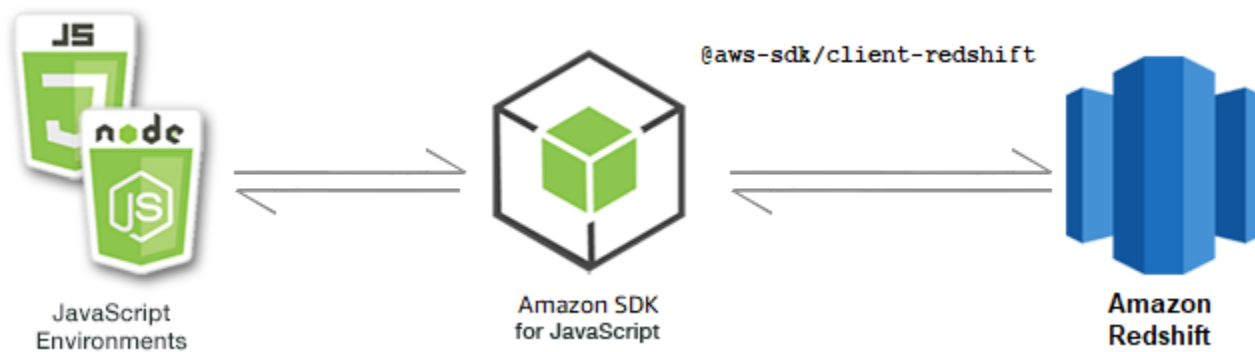 JS
node
JS
@aws-sdk/client-redshift
JavaScript
Environments
Amazon SDK
for JavaScript
Amazon
Redshift